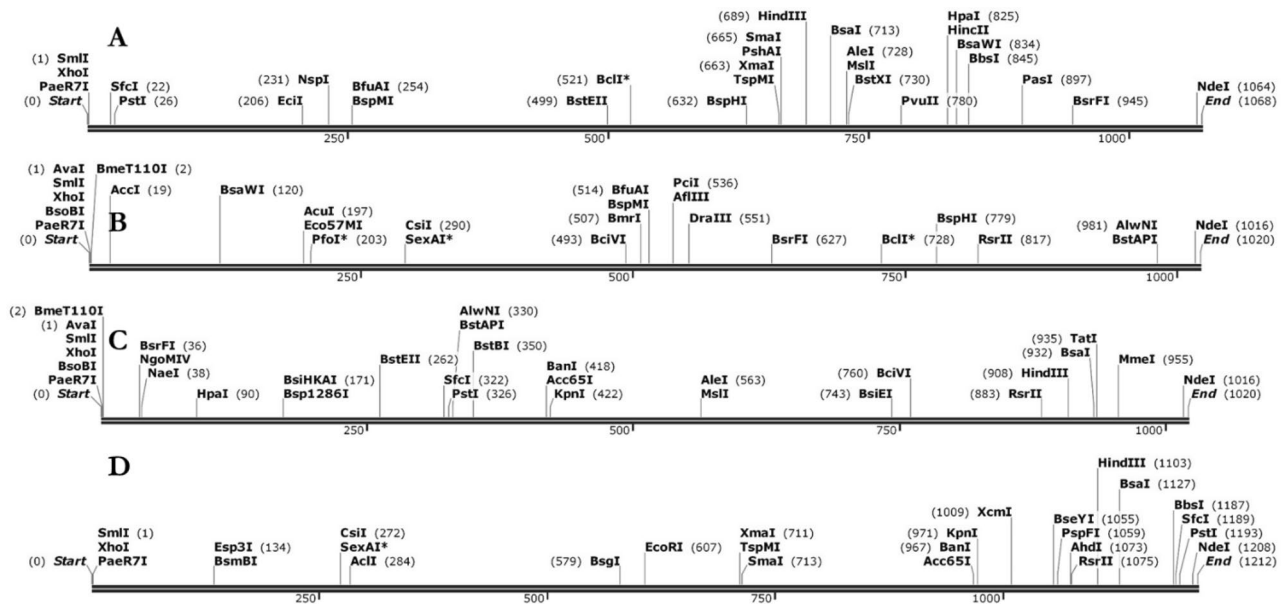 A
(689) HindIII
HpaI (825)
(665) SmaI
BsaI (713)
HincII
(1) SmlI
PshAI
AleI (728)
BsaWI (834)
XhoI
(231) NspI
BfuAI (254)
(521) BclI*
(663) XmaI
MslI
BbsI (845)
PaeR7I
SfcI (22)
TspMI
BstXI (730)
PasI (897)
NdeI (1064)
(0) Start
PstI (26)
(206) EciI
BspMI
(499) BstEII
(632) BspHI
PvuII (780)
BsrFI (945)
End (1068)
250 500 750 1000
B
(1) AvaI BmeT110I (2)
SmlI
AccI (19)
BsaWI (120)
(514) BfuAI
PciI (536)
XhoI
AcuI (197)
BspMI
AflIII
BsoBI
Eco57MI
CsiI (290)
(507) BmrI
DraIII (551)
BspHI (779)
(981) AlwNI
NdeI (1016)
PaeR7I
(0) Start
PfoI* (203)
SexAI*
(493) BciVI
BsrFI (627)
BclI* (728)
RsrII (817)
BstAPI
End (1020)
250 500 750 1000
C
(2) BmeT110I
AlwNI (330)
(1) AvaI
BstAPI
(935) TatI
SmlI
BsrFI (36)
BstBI (350)
(932) BsaI
XhoI
NgoMIV
BstEII (262)
BanI (418)
MmeI (955)
BsoBI
NaeI (38)
BsiHKAI (171)
SfcI (322)
Acc65I
AleI (563)
(760) BciVI
(908) HindIII
NdeI (1016)
PaeR7I
(0) Start
HpaI (90)
Bsp1286I
PstI (326)
KpnI (422)
MslI
(743) BsiEI
(883) RsrII
End (1020)
250 500 750 1000
D
HindIII (1103)
BsaI (1127)
(1009) XcmI
BbsI (1187)
SmlI (1)
CsiI (272)
XmaI (711)
(971) KpnI
BseYI (1055)
SfcI (1189)
XhoI
Esp3I (134)
SexAI*
EcoRI (607)
TspMI
(967) BanI
PspFI (1059)
PstI (1193)
(0) Start
PaeR7I
BsmBI
AclI (284)
(579) BsgI
SmaI (713)
Acc65I
AhdI (1073)
NdeI (1208)
RsrII (1075)
End (1212)
250 500 750 1000